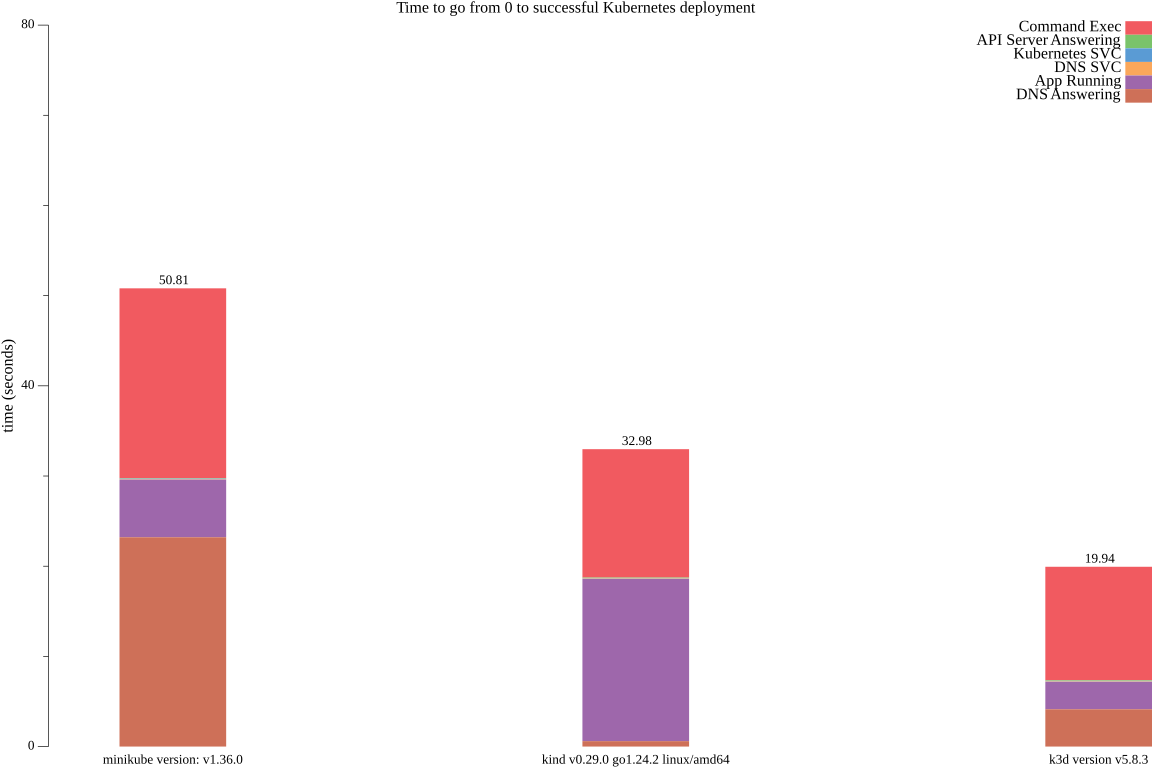 Time to go from 0 to successful Kubernetes deployment
80
Command Exec
API Server Answering
Kubernetes SVC
DNS SVC
App Running
DNS Answering
50.81
time (seconds)
40
32.98
19.94
0
minikube version: v1.36.0
kind v0.29.0 go1.24.2 linux/amd64
k3d version v5.8.3